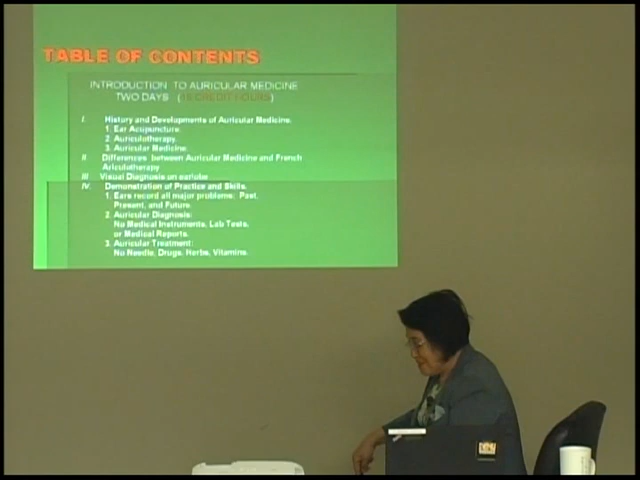 TABLE OF CONTENTS
INTRODUCTION TO AURICULAR MEDICINE
TWO DAYS (16 CREDIT HOURS)
I. History and Developments of Auricular Medicine.
1. Ear Acupuncture.
2. Auriculotherapy.
3. Auricular Medicine.
II. Differences between Auricular Medicine and French
Ariculotherapy
III Visual Diagnosis on
IV. Demonstration of Practice and Skills.
1. Ears record all major problems: Past,
Present, and Future.
2. Auricular Diagnosis:
No Medical Instruments, Lab Tests,
or Medical Reports.
3. Auricular Treatment:
No Needle, Drugs, Herbs, Vitamins.